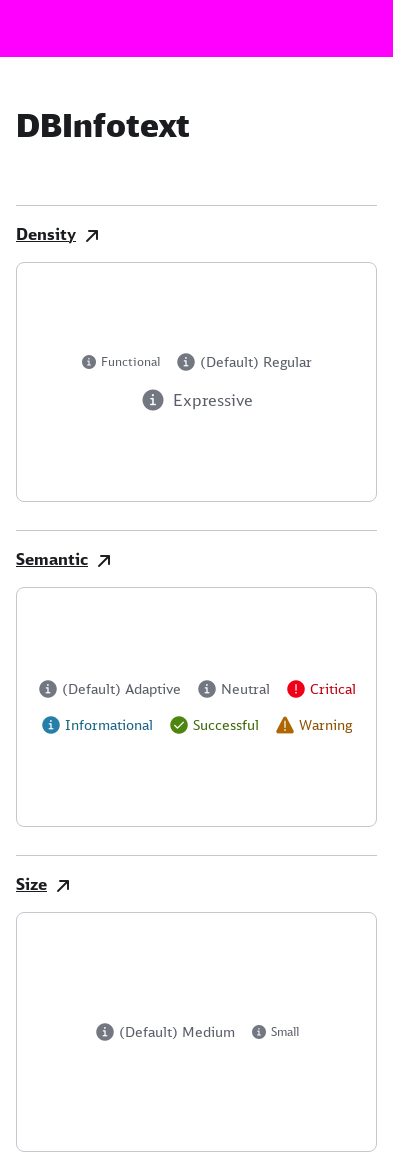 DBInfotext
Density
Functional (Default) Regular
Expressive
Semantic
(Default) Adaptive Neutral Critical
Informational Successful Warning
Size
(Default) Medium Small